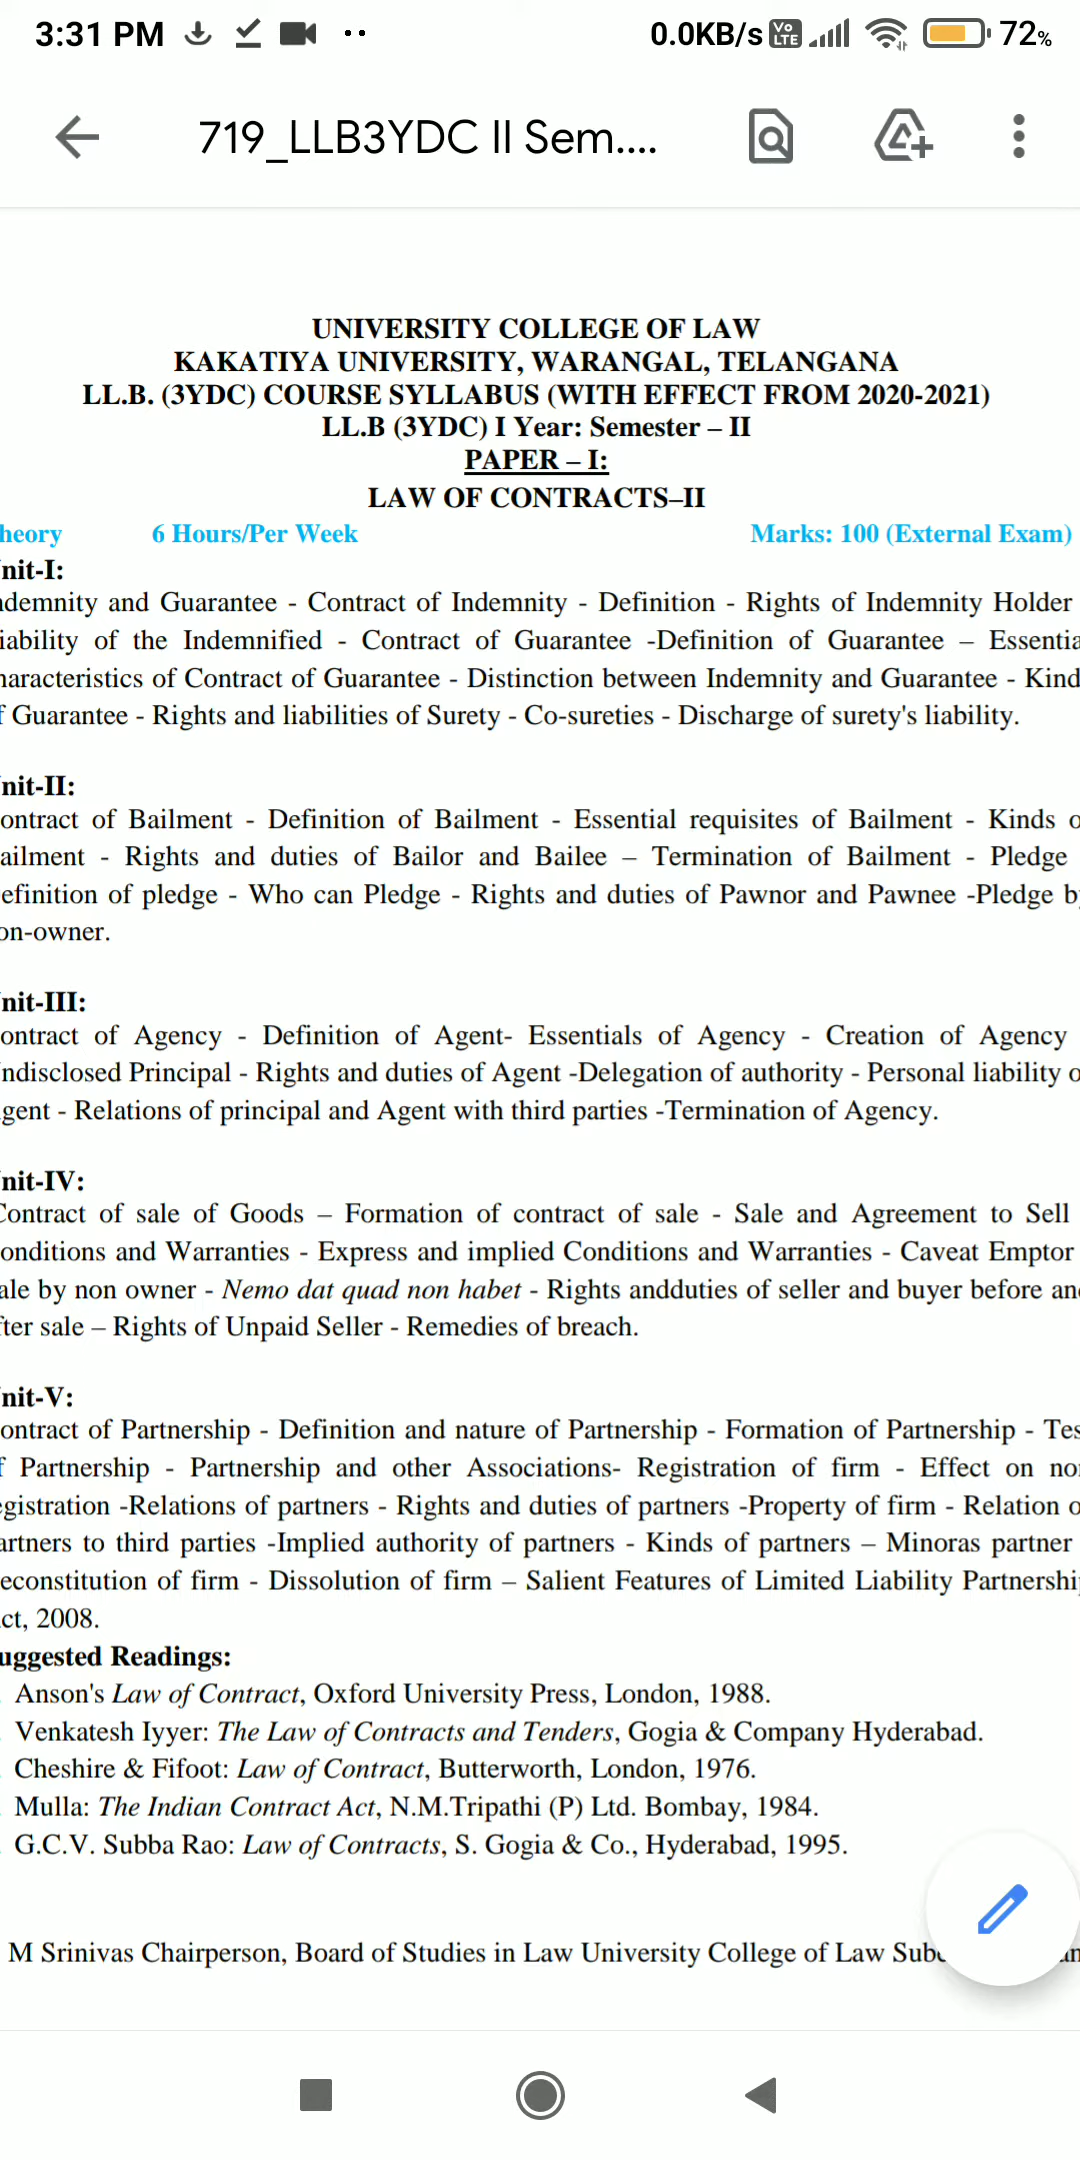 3:31 PM
0.0KB/s Vo LTE 72%
719_LLB3YDC II Sem....
UNIVERSITY COLLEGE OF LAW
KAKATIYA UNIVERSITY, WARANGAL, TELANGANA
LL.B. (3YDC) COURSE SYLLABUS (WITH EFFECT FROM 2020-2021)
LL.B (3YDC) I Year: Semester – II
PAPER – I:
LAW OF CONTRACTS–II
heory 6 Hours/Per Week Marks: 100 (External Exam)
nit-I:
demnity and Guarantee - Contract of Indemnity - Definition - Rights of Indemnity Holder
iability of the Indemnified - Contract of Guarantee -Definition of Guarantee – Essentia
haracteristics of Contract of Guarantee - Distinction between Indemnity and Guarantee - Kind
f Guarantee - Rights and liabilities of Surety - Co-sureties - Discharge of surety's liability.
nit-II:
ontract of Bailment - Definition of Bailment - Essential requisites of Bailment - Kinds o
ailment - Rights and duties of Bailor and Bailee – Termination of Bailment - Pledge
efinition of pledge - Who can Pledge - Rights and duties of Pawnor and Pawnee -Pledge b
on-owner.
nit-III:
ontract of Agency - Definition of Agent- Essentials of Agency - Creation of Agency
ndisclosed Principal - Rights and duties of Agent -Delegation of authority - Personal liability o
gent - Relations of principal and Agent with third parties -Termination of Agency.
nit-IV:
Contract of sale of Goods – Formation of contract of sale - Sale and Agreement to Sell
onditions and Warranties - Express and implied Conditions and Warranties - Caveat Emptor
ale by non owner - Nemo dat quad non habet - Rights andduties of seller and buyer before an
fter sale – Rights of Unpaid Seller - Remedies of breach.
nit-V:
ontract of Partnership - Definition and nature of Partnership - Formation of Partnership - Tes
f Partnership - Partnership and other Associations- Registration of firm - Effect on no
egistration -Relations of partners - Rights and duties of partners -Property of firm - Relation o
artners to third parties -Implied authority of partners - Kinds of partners – Minoras partner
econstitution of firm - Dissolution of firm – Salient Features of Limited Liability Partnershi
ct, 2008.
uggested Readings:
Anson's Law of Contract, Oxford University Press, London, 1988.
Venkatesh Iyyer: The Law of Contracts and Tenders, Gogia & Company Hyderabad.
Cheshire & Fifoot: Law of Contract, Butterworth, London, 1976.
Mulla: The Indian Contract Act, N.M.Tripathi (P) Ltd. Bombay, 1984.
G.C.V. Subba Rao: Law of Contracts, S. Gogia & Co., Hyderabad, 1995.
M Srinivas Chairperson, Board of Studies in Law University College of Law